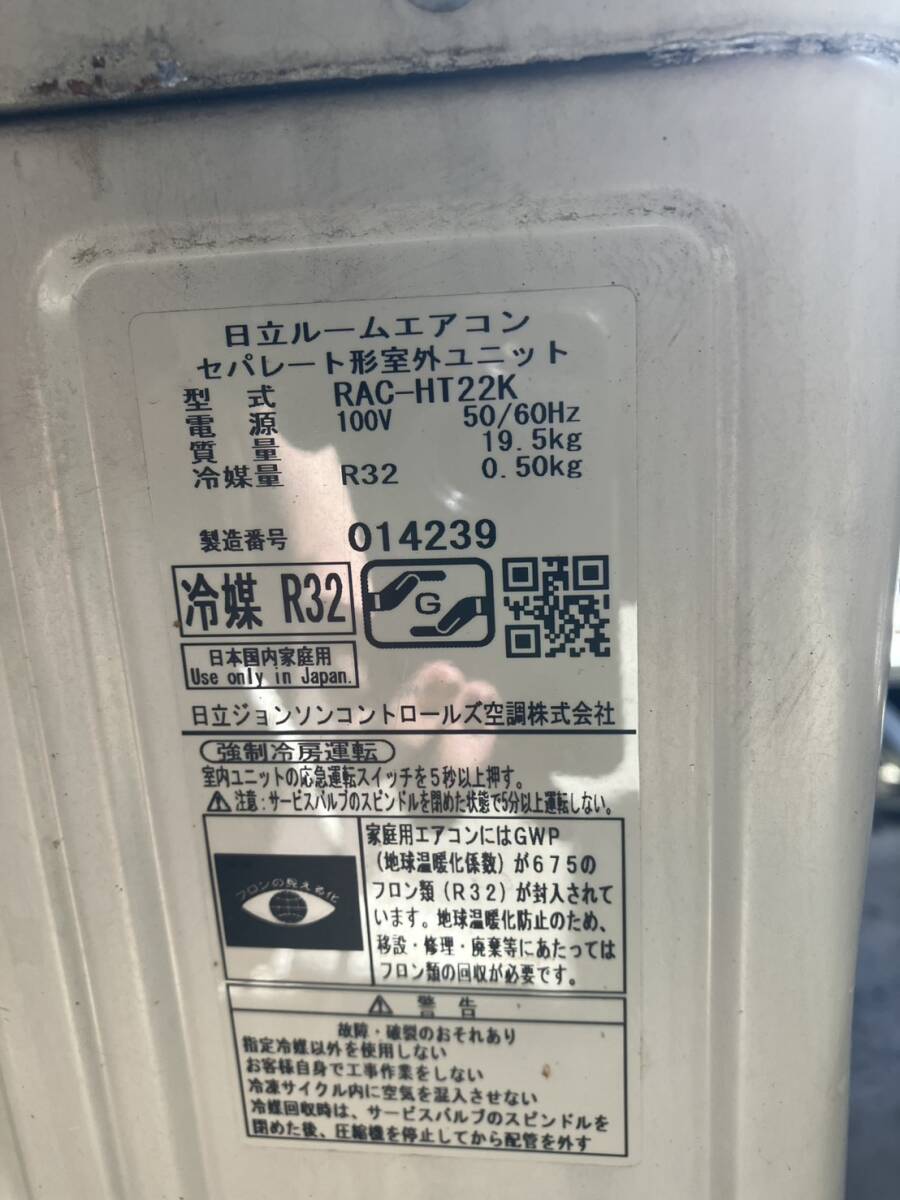 日立ルームエアコン
セパレート形室外ユニット
型 式 RAC-HT22K
電 源 100V 50/60Hz
質 量 19.5kg
冷媒量 R32 0.50kg
製造番号 014239
冷媒 R32
G
日本国内家庭用
Use only in Japan.
日立ジョンソンコントロールズ空調株式会社
強制冷房運転
室内ユニットの応急運転スイッチを5秒以上押す。
⚠注意:サービスバルブのスピンドルを閉めた状態で5分以上運転しない。
フロンの見える化
家庭用エアコンにはGWP
(地球温暖化係数)が675の
フロン類(R32)が封入されて
います。地球温暖化防止のため、
移設・修理・廃棄等にあたっては
フロン類の回収が必要です。
⚠ 警 告
故障・破裂のおそれあり
指定冷媒以外を使用しない
お客様自身で工事作業をしない
冷凍サイクル内に空気を混入させない
冷媒回収時は、サービスバルブのスピンドルを
閉めた後、圧縮機を停止してから配管を外す